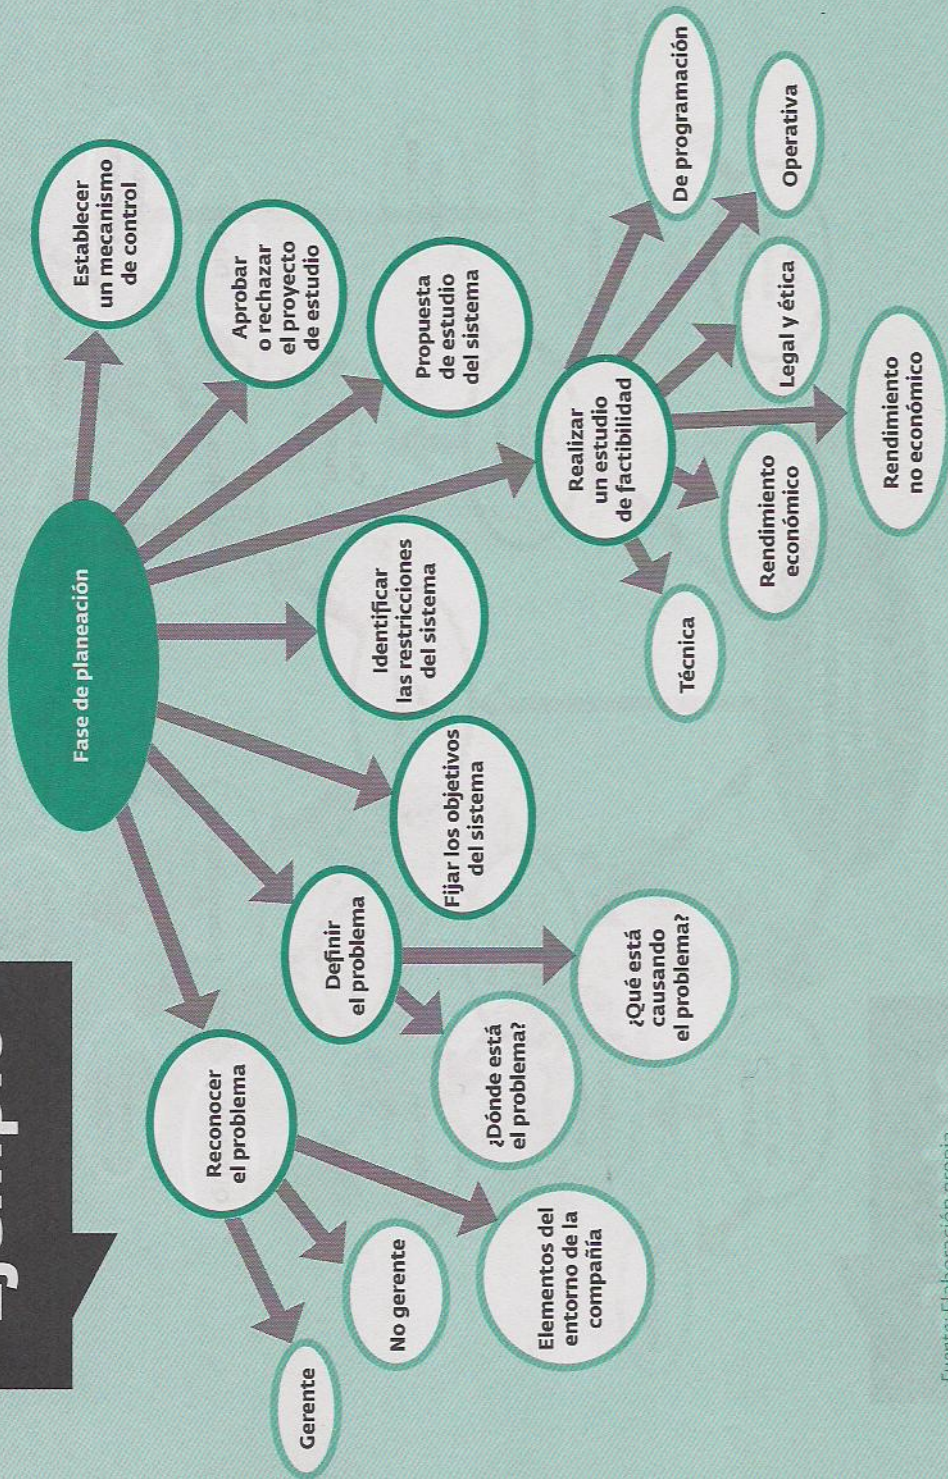 Fase de planeación
Reconocer
el problema
Gerente
No gerente
Elementos del
entorno de la
compañía
Definir
el problema
¿Dónde está
el problema?
¿Qué está
causando
el problema?
Fijar los objetivos
del sistema
Identificar
las restricciones
del sistema
Realizar
un estudio
de factibilidad
Técnica
Rendimiento
económico
Rendimiento
no económico
Legal y ética
Operativa
De programación
Propuesta
de estudio
del sistema
Aprobar
o rechazar
el proyecto
de estudio
Establecer
un mecanismo
de control
Fuente: Elaboración propia